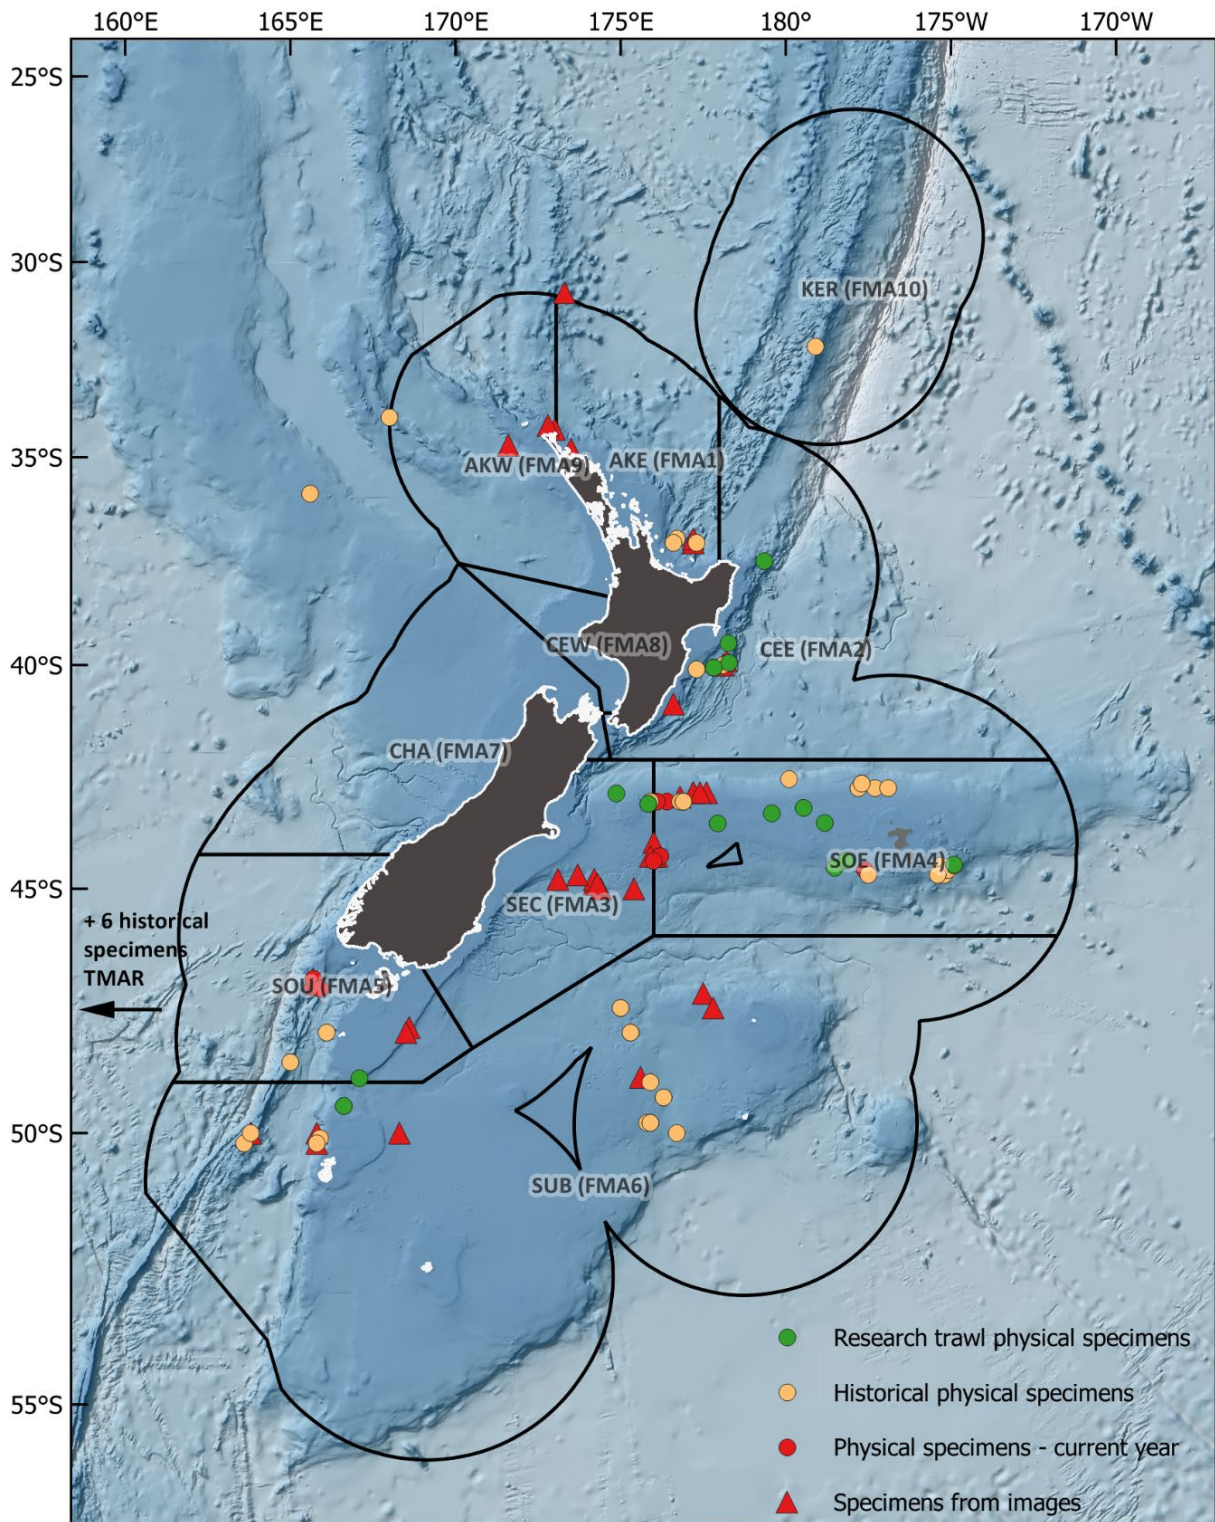 160°E 165°E 170°E 175°E 180° 175°W 170°W
25°S
30°S
KER (FMA10)
35°S
AKW (FMA9) AKE (FMA1)
40°S
CEW (FMA8) CEE (FMA2)
CHA (FMA7)
SOE (FMA4)
45°S
SEC (FMA3)
+ 6 historical
specimens
TMAR
SOU (FMA5)
50°S
SUB (FMA6)
55°S
Research trawl physical specimens
Historical physical specimens
Physical specimens - current year
Specimens from images